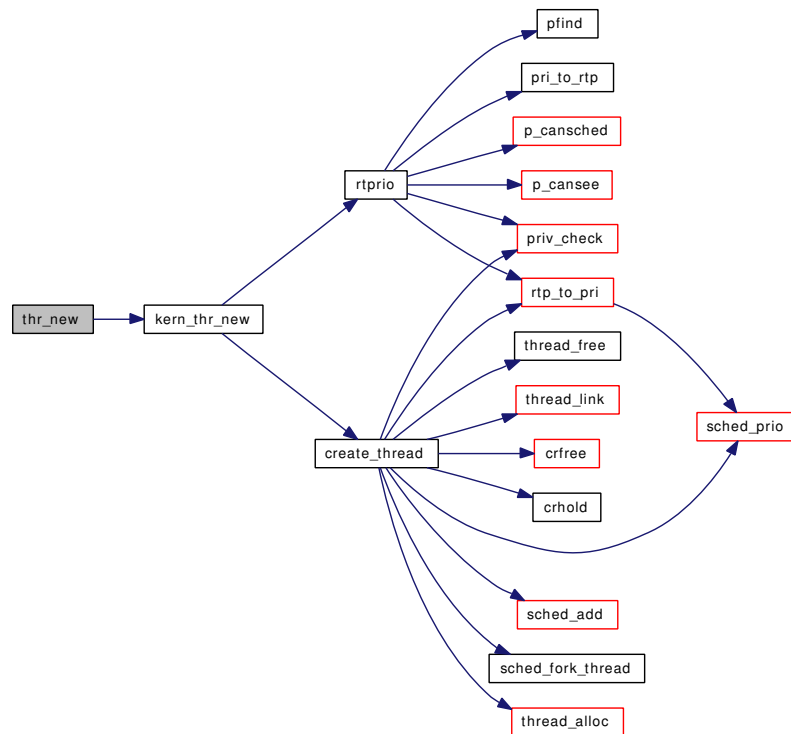 pfind
pri_to_rtp
p_cansched
rtprio
p_cansee
priv_check
rtp_to_pri
thr_new
kern_thr_new
thread_free
thread_link
sched_prio
create_thread
crfree
crhold
sched_add
sched_fork_thread
thread_alloc